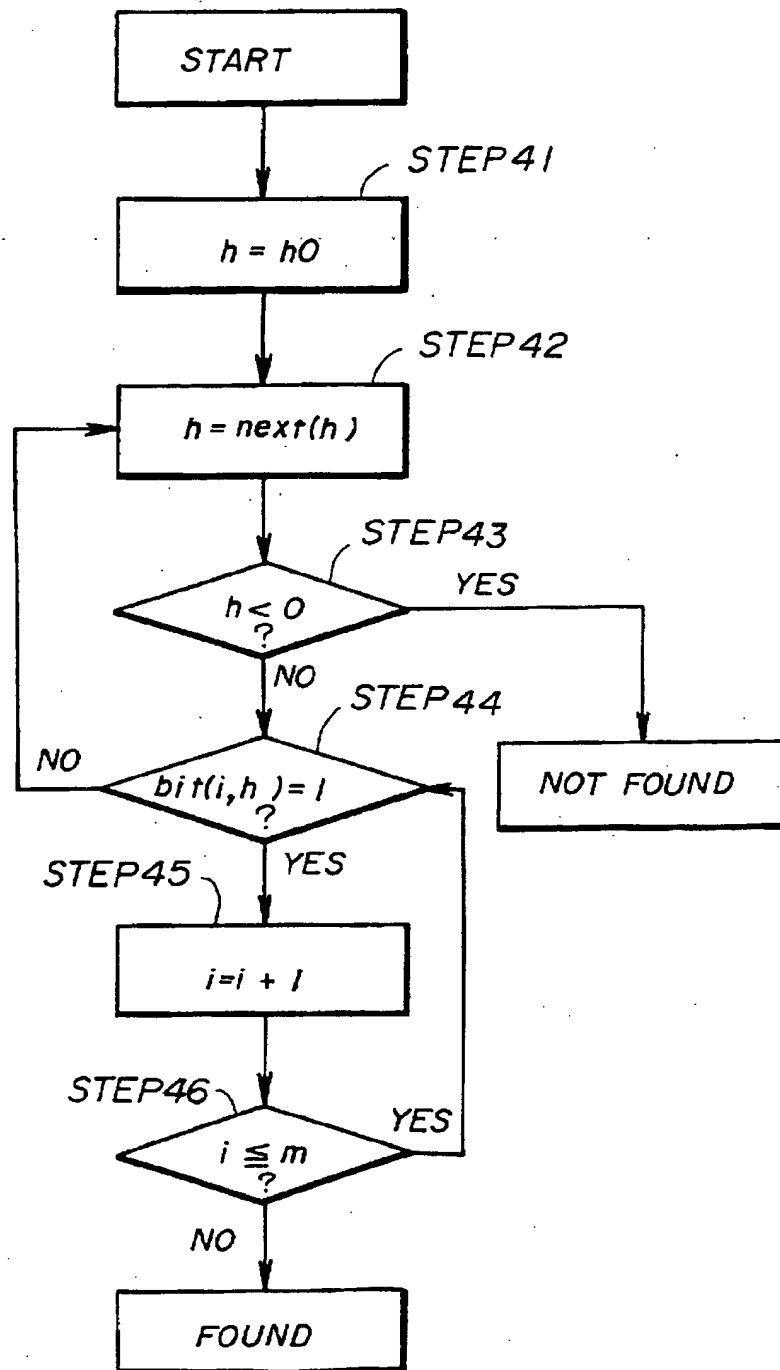 START
STEP41
h = h0
STEP42
h = next(h)
STEP43
h < 0
?
YES
NO
STEP44
NO
bit(i,h) = 1
?
NOT FOUND
YES
STEP45
i = i + 1
STEP46
YES
i ≦ m
?
NO
FOUND